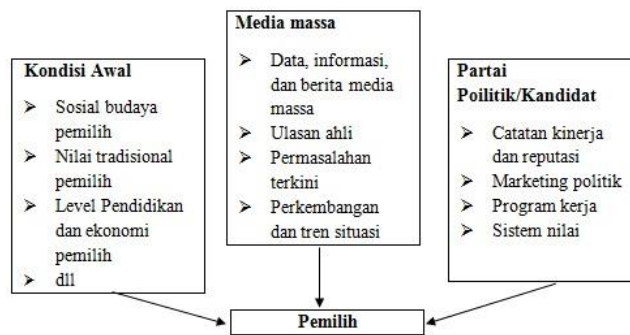 Kondisi Awal
➢ Sosial budaya
pemilih
➢ Nilai tradisional
pemilih
➢ Level Pendidikan
dan ekonomi
pemilih
➢ dll
Media massa
➢ Data, informasi,
dan berita media
massa
➢ Ulasan ahli
➢ Permasalahan
terkini
➢ Perkembangan
dan tren situasi
Partai
Poilitik/Kandidat
➢ Catatan kinerja
dan reputasi
➢ Marketing politik
➢ Program kerja
➢ Sistem nilai
Pemilih